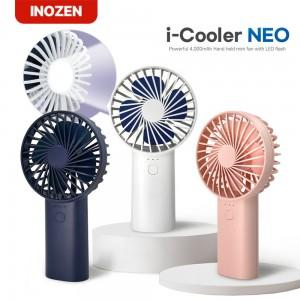 INOZEN
i-Cooler NEO
Powerful 4,000mAh Hand held mini fan with LED flash